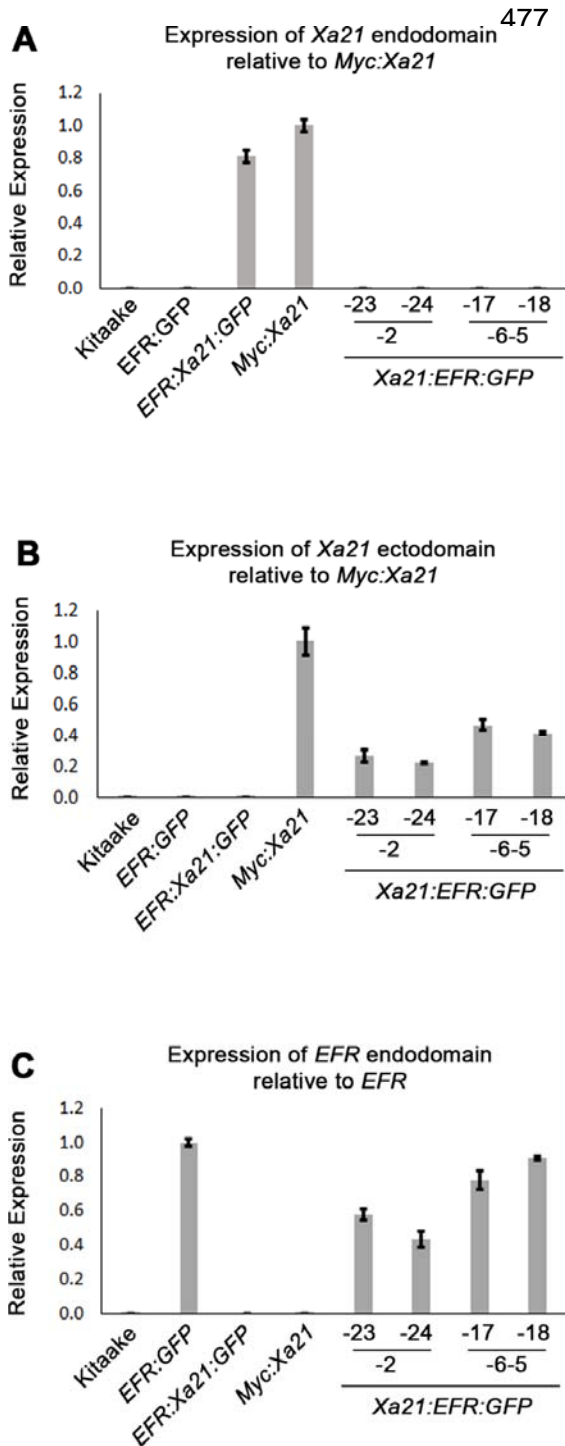 477
A
Expression of Xa21 endodomain
relative to Myc:Xa21
Relative Expression
1.2
1.0
0.8
0.6
0.4
0.2
0.0
Kitaake
EFR:GFP
EFR:Xa21:GFP
Myc:Xa21
-23 -24 -17 -18
-2 -6-5
Xa21:EFR:GFP
B
Expression of Xa21 ectodomain
relative to Myc:Xa21
Relative Expression
1.2
1.0
0.8
0.6
0.4
0.2
0.0
Kitaake
EFR:GFP
EFR:Xa21:GFP
Myc:Xa21
-23 -24 -17 -18
-2 -6-5
Xa21:EFR:GFP
C
Expression of EFR endodomain
relative to EFR
Relative Expression
1.2
1.0
0.8
0.6
0.4
0.2
0.0
Kitaake
EFR:GFP
EFR:Xa21:GFP
Myc:Xa21
-23 -24 -17 -18
-2 -6-5
Xa21:EFR:GFP